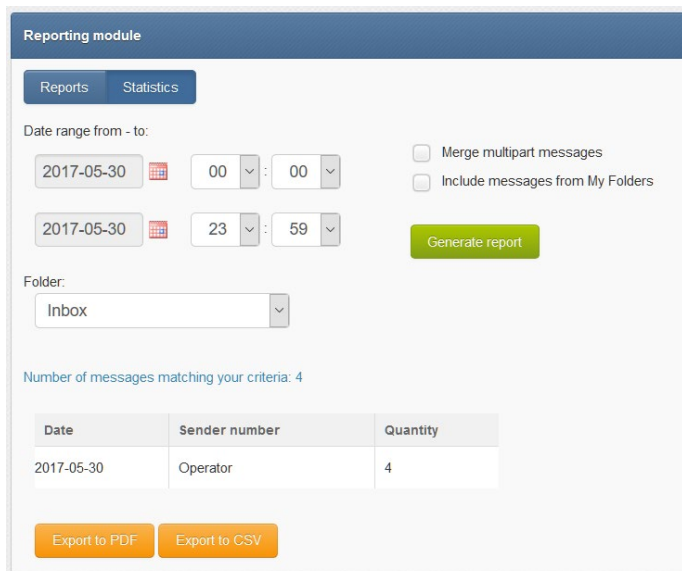 Reporting module
Reports Statistics
Date range from - to:
2017-05-30 00 : 00
Merge multipart messages
Include messages from My Folders
2017-05-30 23 : 59
Generate report
Folder:
Inbox
Number of messages matching your criteria: 4
Date Sender number Quantity
2017-05-30 Operator 4
Export to PDF Export to CSV